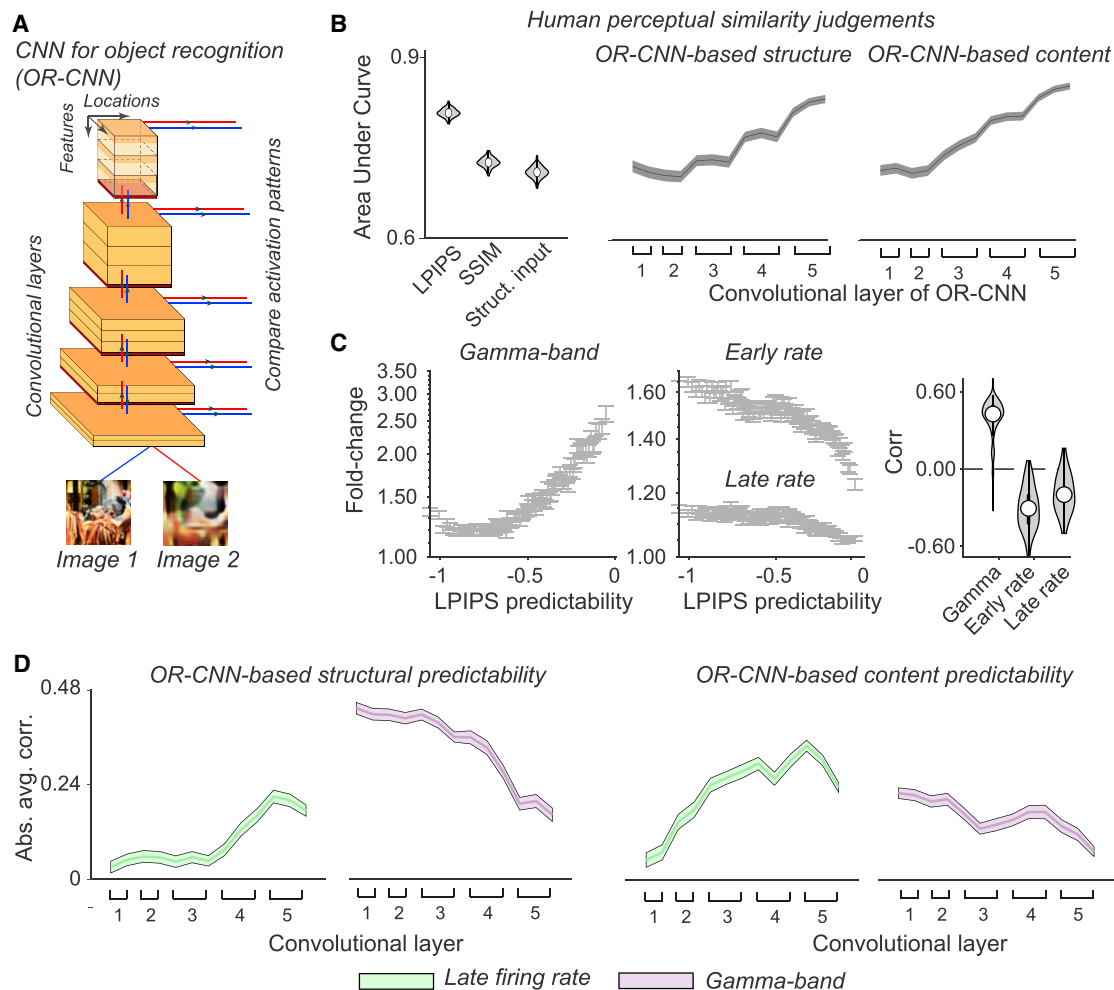 A
CNN for object recognition
(OR-CNN)
Locations
Features
Convolutional layers
Compare activation patterns
Image 1
Image 2
B
Human perceptual similarity judgements
OR-CNN-based structure
OR-CNN-based content
Area Under Curve
0.9
0.6
LPIPS
SSIM
Struct. input
1 2 3 4 5
1 2 3 4 5
Convolutional layer of OR-CNN
C
Gamma-band
Early rate
Late rate
Fold-change
3.50
3.00
2.50
2.00
1.50
1.00
-1 -0.5 0
LPIPS predictability
1.60
1.40
1.20
1.00
-1 -0.5 0
LPIPS predictability
Corr
0.60
0.00
-0.60
Gamma
Early rate
Late rate
D
OR-CNN-based structural predictability
OR-CNN-based content predictability
Abs. avg. corr.
0.48
0.24
0
1 2 3 4 5
1 2 3 4 5
1 2 3 4 5
1 2 3 4 5
Convolutional layer
Convolutional layer
Late firing rate
Gamma-band